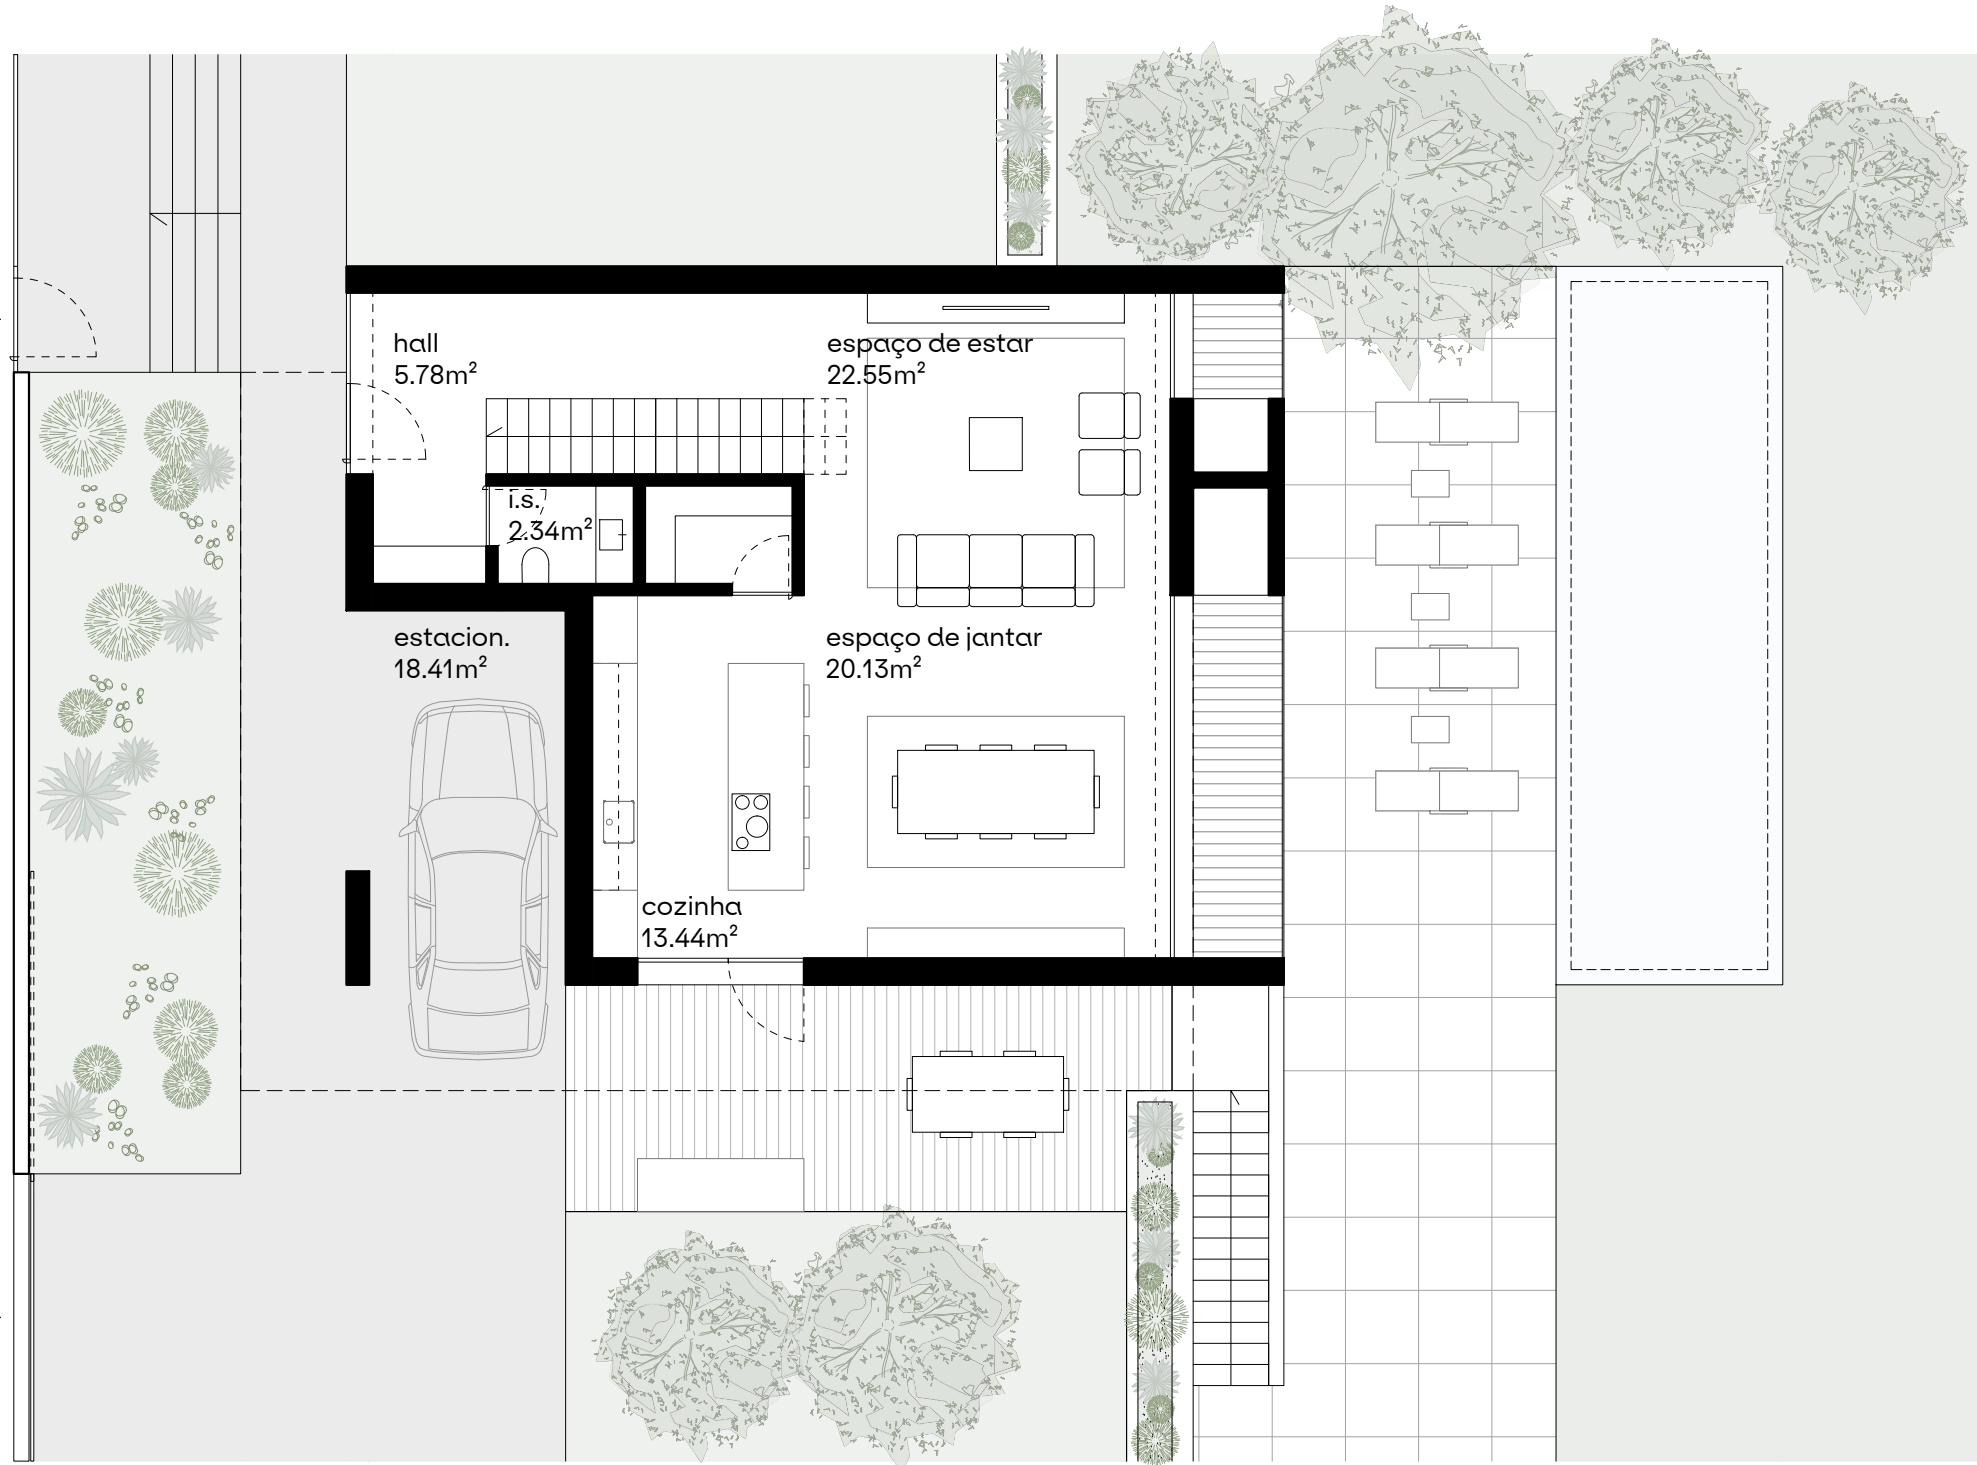 hall
5.78m²
espaço de estar
22.55m²
i.s.
2.34m²
estacion.
18.41m²
espaço de jantar
20.13m²
cozinha
13.44m²